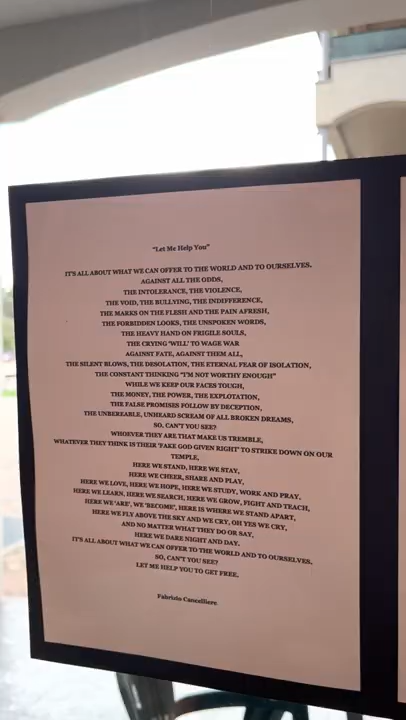 "Let Me Help You"
IT'S ALL ABOUT WHAT WE CAN OFFER TO THE WORLD AND TO OURSELVES.
AGAINST ALL THE ODDS,
THE INTOLERANCE, THE VIOLENCE,
THE VOID, THE BULLYING, THE INDIFFERENCE,
THE MARKS ON THE FLESH AND THE PAIN AFRESH,
THE FORBIDDEN LOOKS, THE UNSPOKEN WORDS,
THE HEAVY HAND ON FRIGILE SOULS,
THE CRYING 'WILL' TO WAGE WAR
AGAINST FATE, AGAINST THEM ALL,
THE SILENT BLOWS, THE DESOLATION, THE ETERNAL FEAR OF ISOLATION,
THE CONSTANT THINKING "I'M NOT WORTHY ENOUGH"
WHILE WE KEEP OUR FACES TOUGH,
THE MONEY, THE POWER, THE EXPLOTATION,
THE FALSE PROMISES FOLLOW BY DECEPTION,
THE UNBEREABLE, UNHEARD SCREAM OF ALL BROKEN DREAMS,
SO, CAN'T YOU SEE?
WHOEVER THEY ARE THAT MAKE US TREMBLE,
WHATEVER THEY THINK IS THEIR 'FAKE GOD GIVEN RIGHT' TO STRIKE DOWN ON OUR
TEMPLE,
HERE WE STAND, HERE WE STAY,
HERE WE CHEER, SHARE AND PLAY,
HERE WE LOVE, HERE WE HOPE, HERE WE STUDY, WORK AND PRAY,
HERE WE LEARN, HERE WE SEARCH, HERE WE GROW, FIGHT AND TEACH,
HERE WE 'ARE', WE 'BECOME', HERE IS WHERE WE STAND APART,
HERE WE FLY ABOVE THE SKY AND WE CRY, OH YES WE CRY,
AND NO MATTER WHAT THEY DO OR SAY,
HERE WE DARE NIGHT AND DAY.
IT'S ALL ABOUT WHAT WE CAN OFFER TO THE WORLD AND TO OURSELVES,
SO, CAN'T YOU SEE?
LET ME HELP YOU TO GET FREE.
Fabrizio Cancelliere